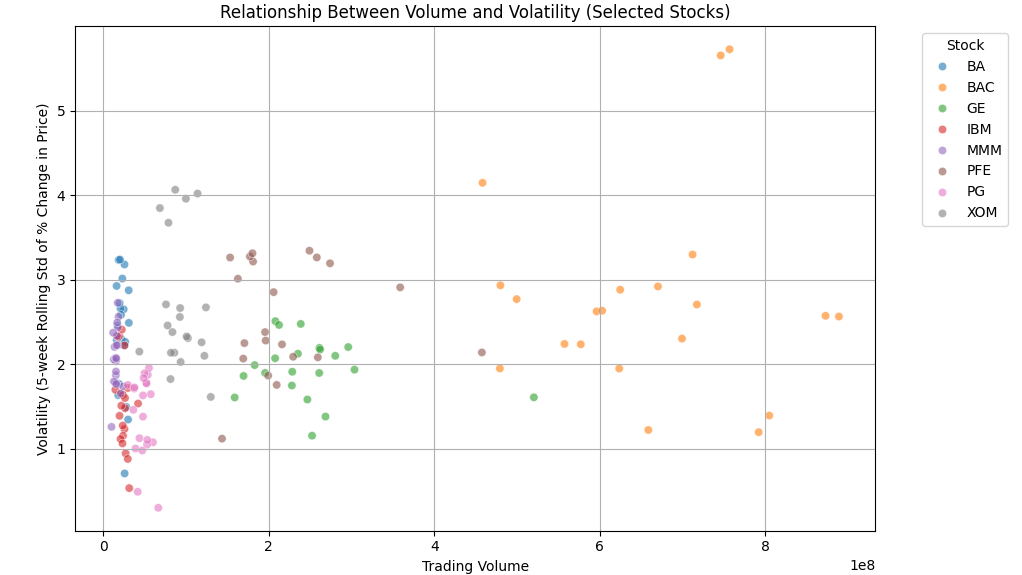 Relationship Between Volume and Volatility (Selected Stocks)
Volatility (5-week Rolling Std of % Change in Price)
5
4
3
2
1
0
2
4
6
8
1e8
Trading Volume
Stock
BA
BAC
GE
IBM
MMM
PFE
PG
XOM